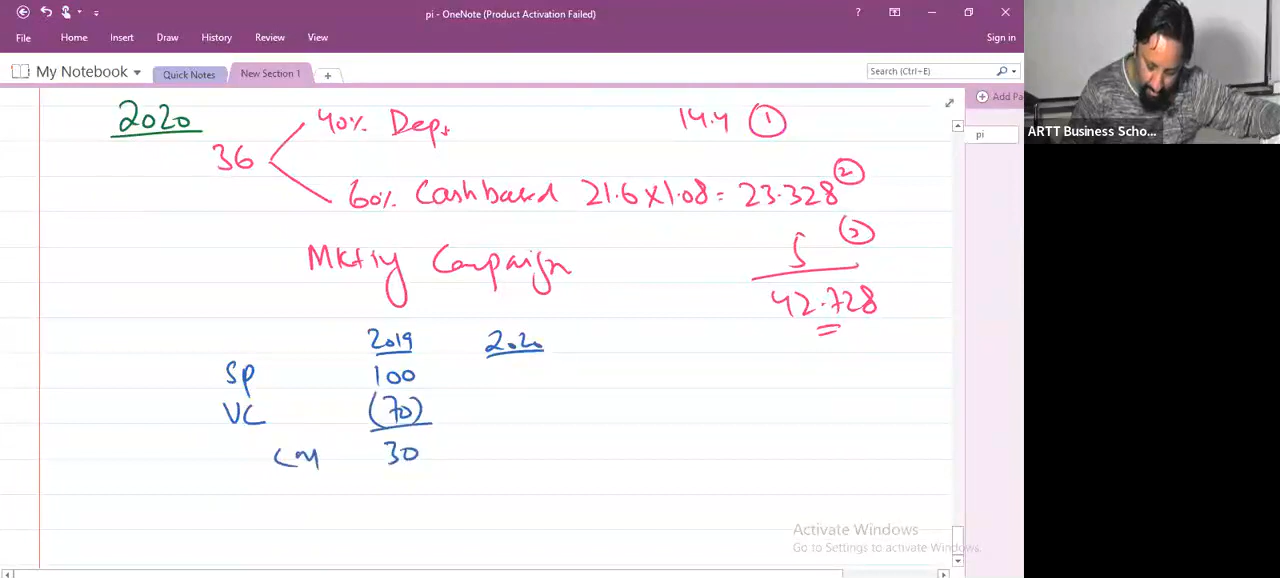 pi - OneNote (Product Activation Failed)
File Home Insert Draw History Review View Sign in
My Notebook Quick Notes New Section 1 Search (Ctrl+E)
Add Pa
pi
ARTT Business Scho...
2020
36
40% Dep 14.4 1
60% Cashbased 21.6 x 1.08 = 23.328 2
Campaign 5
42.728
2019 2020
SP 100
VC (70)
CM 30
Activate Windows
Go to Settings to activate Windows.